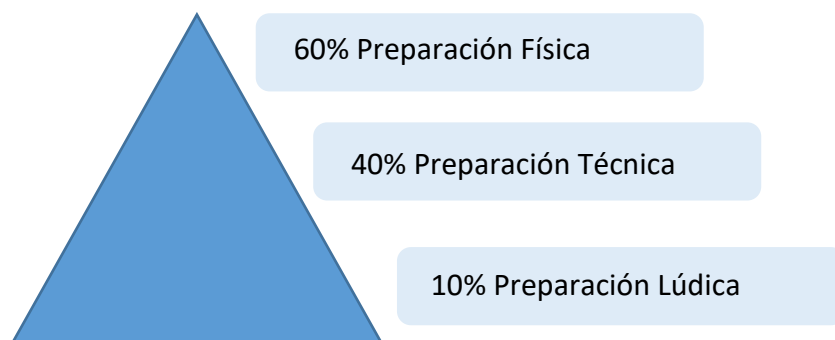 60% Preparación Física
40% Preparación Técnica
10% Preparación Lúdica